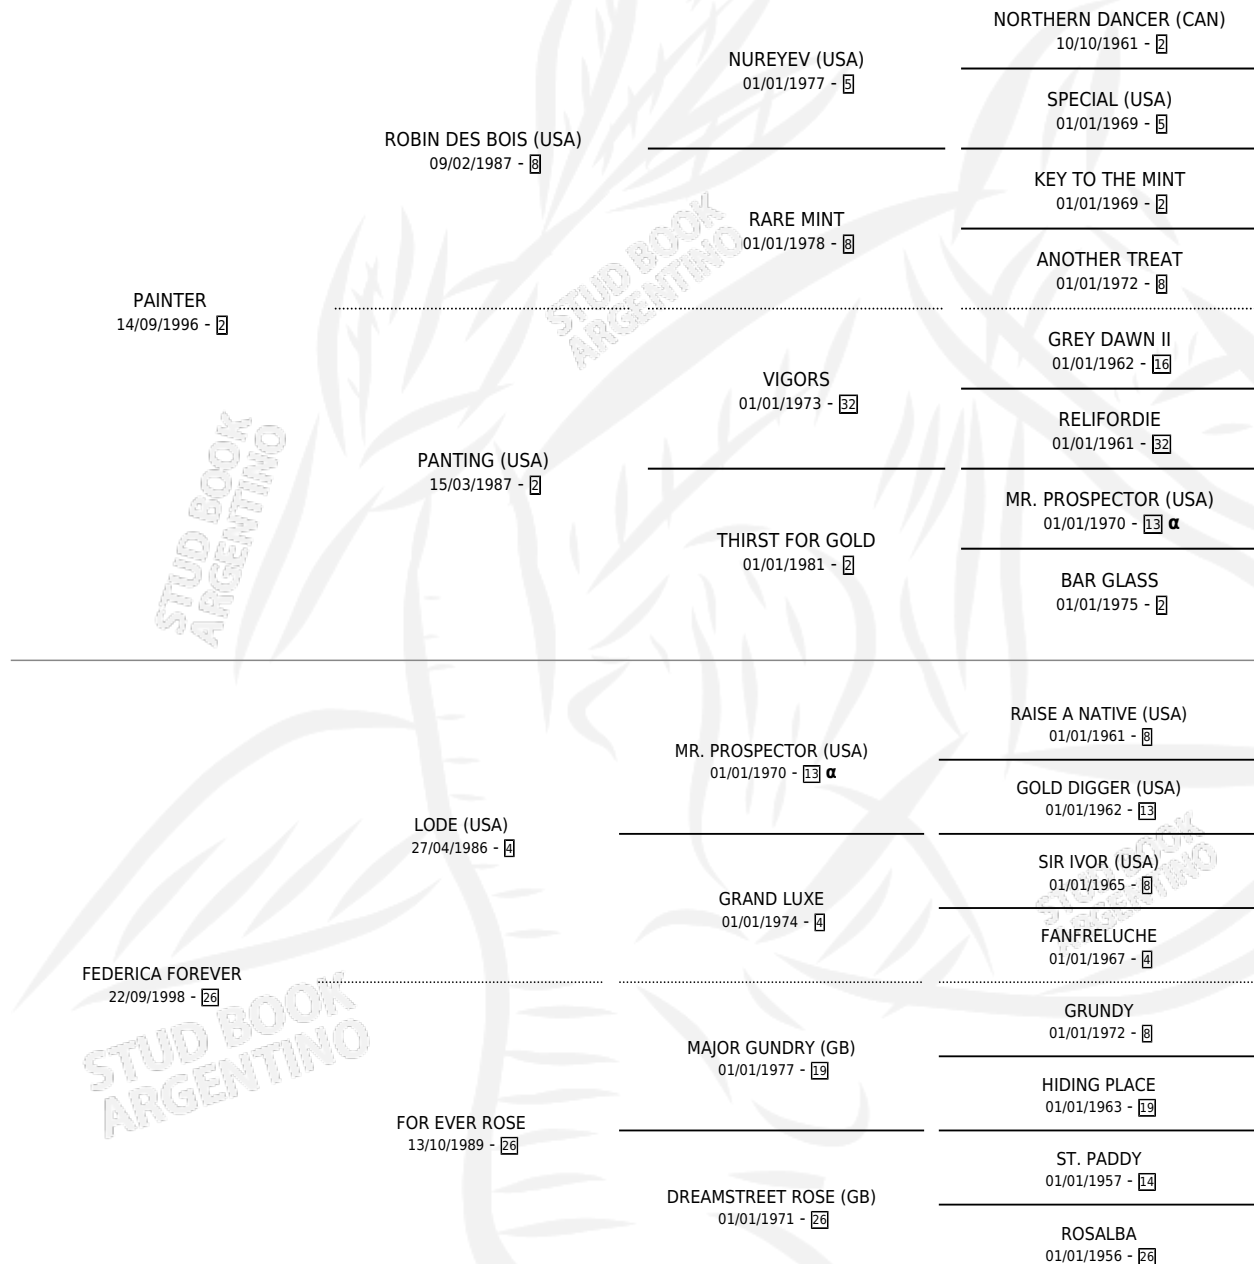 NORTHERN DANCER (CAN)
10/10/1961 - 2
NUREYEV (USA)
01/01/1977 - 5
SPECIAL (USA)
01/01/1969 - 5
ROBIN DES BOIS (USA)
09/02/1987 - 8
KEY TO THE MINT
01/01/1969 - 2
RARE MINT
01/01/1978 - 8
ANOTHER TREAT
01/01/1972 - 8
PAINTER
14/09/1996 - 2
GREY DAWN II
01/01/1962 - 16
VIGORS
01/01/1973 - 32
RELIFORDIE
01/01/1961 - 32
PANTING (USA)
15/03/1987 - 2
MR. PROSPECTOR (USA)
01/01/1970 - 13 α
THIRST FOR GOLD
01/01/1981 - 2
BAR GLASS
01/01/1975 - 2
RAISE A NATIVE (USA)
01/01/1961 - 8
MR. PROSPECTOR (USA)
01/01/1970 - 13 α
GOLD DIGGER (USA)
01/01/1962 - 13
LODE (USA)
27/04/1986 - 4
SIR IVOR (USA)
01/01/1965 - 8
GRAND LUXE
01/01/1974 - 4
FANFRELUCHE
01/01/1967 - 4
FEDERICA FOREVER
22/09/1998 - 26
GRUNDY
01/01/1972 - 8
MAJOR GUNDRY (GB)
01/01/1977 - 19
HIDING PLACE
01/01/1963 - 19
FOR EVER ROSE
13/10/1989 - 26
ST. PADDY
01/01/1957 - 14
DREAMSTREET ROSE (GB)
01/01/1971 - 26
ROSALBA
01/01/1956 - 26
STUD BOOK
ARGENTINO
STUD BOOK
ARGENTINO
STUD BOOK
ARGENTINO
STUD BOOK
ARGENTINO